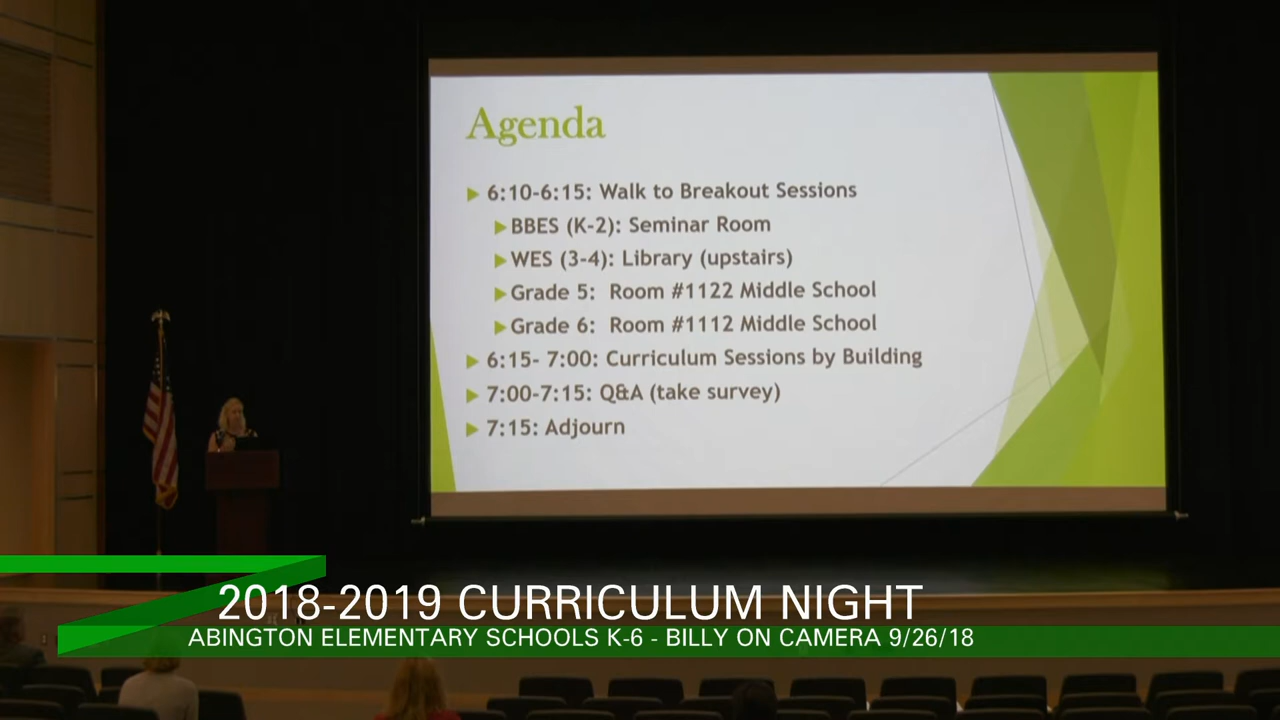 Agenda
6:10-6:15: Walk to Breakout Sessions
BBES (K-2): Seminar Room
WES (3-4): Library (upstairs)
Grade 5: Room #1122 Middle School
Grade 6: Room #1112 Middle School
6:15- 7:00: Curriculum Sessions by Building
7:00-7:15: Q&A (take survey)
7:15: Adjourn
2018-2019 CURRICULUM NIGHT
ABINGTON ELEMENTARY SCHOOLS K-6 - BILLY ON CAMERA 9/26/18